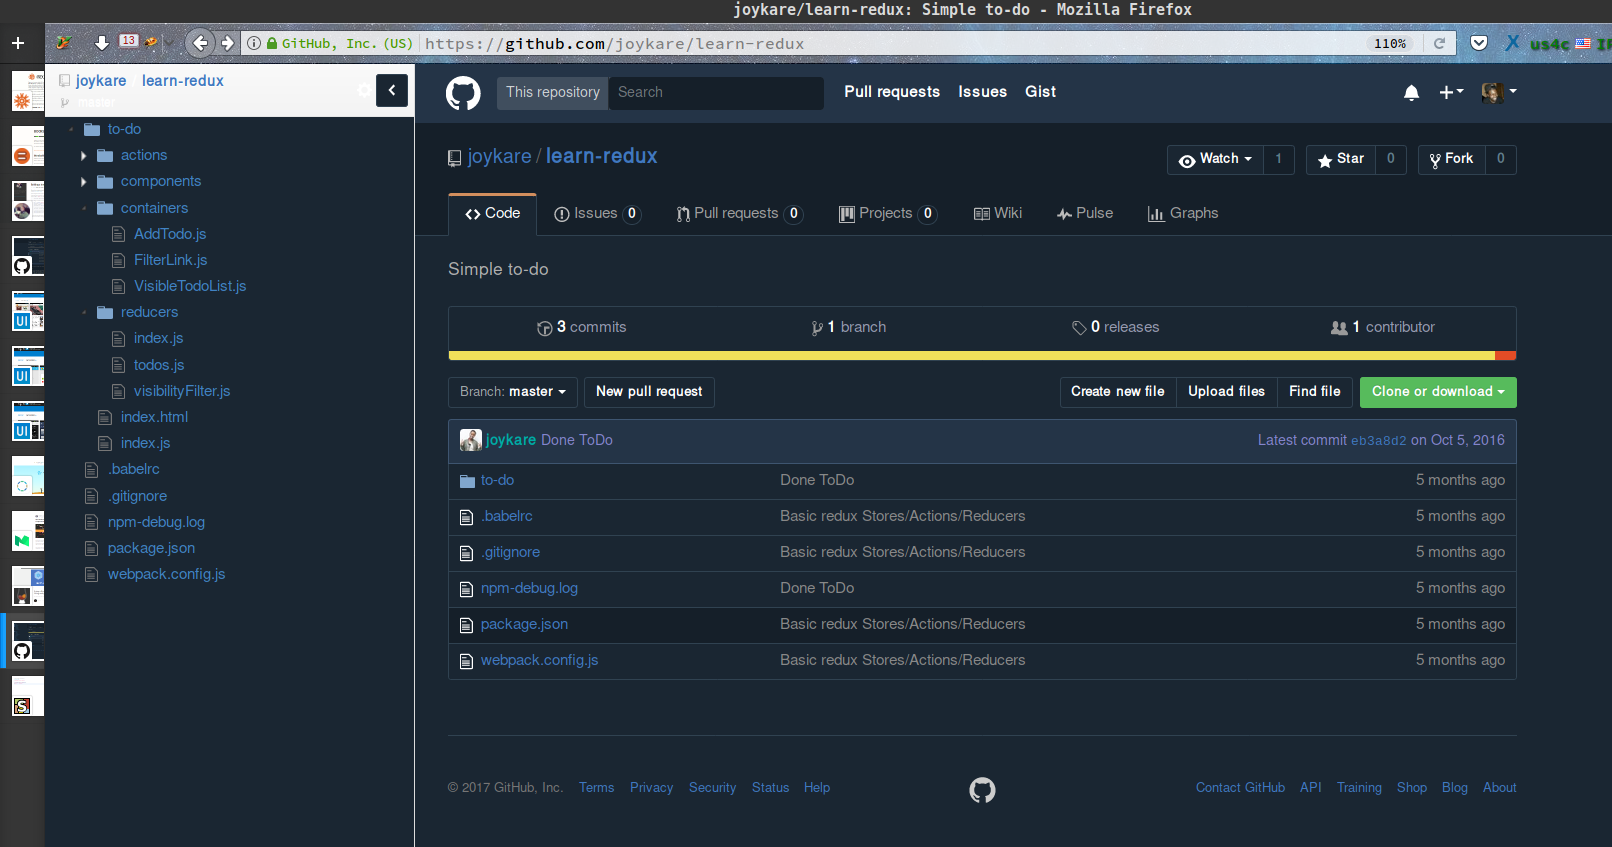 joykare/learn-redux: Simple to-do - Mozilla Firefox
13
GitHub, Inc. (US) https://github.com/joykare/learn-redux 110% us4c
joykare / learn-redux
master
to-do
actions
components
containers
AddTodo.js
FilterLink.js
VisibleTodoList.js
reducers
index.js
todos.js
visibilityFilter.js
index.html
index.js
.babelrc
.gitignore
npm-debug.log
package.json
webpack.config.js
This repository Search Pull requests Issues Gist
joykare / learn-redux Watch 1 Star 0 Fork 0
Code Issues 0 Pull requests 0 Projects 0 Wiki Pulse Graphs
Simple to-do
3 commits 1 branch 0 releases 1 contributor
Branch: master New pull request Create new file Upload files Find file Clone or download
joykare Done ToDo Latest commit eb3a8d2 on Oct 5, 2016
to-do Done ToDo 5 months ago
.babelrc Basic redux Stores/Actions/Reducers 5 months ago
.gitignore Basic redux Stores/Actions/Reducers 5 months ago
npm-debug.log Done ToDo 5 months ago
package.json Basic redux Stores/Actions/Reducers 5 months ago
webpack.config.js Basic redux Stores/Actions/Reducers 5 months ago
© 2017 GitHub, Inc. Terms Privacy Security Status Help Contact GitHub API Training Shop Blog About
UI
UI
UI